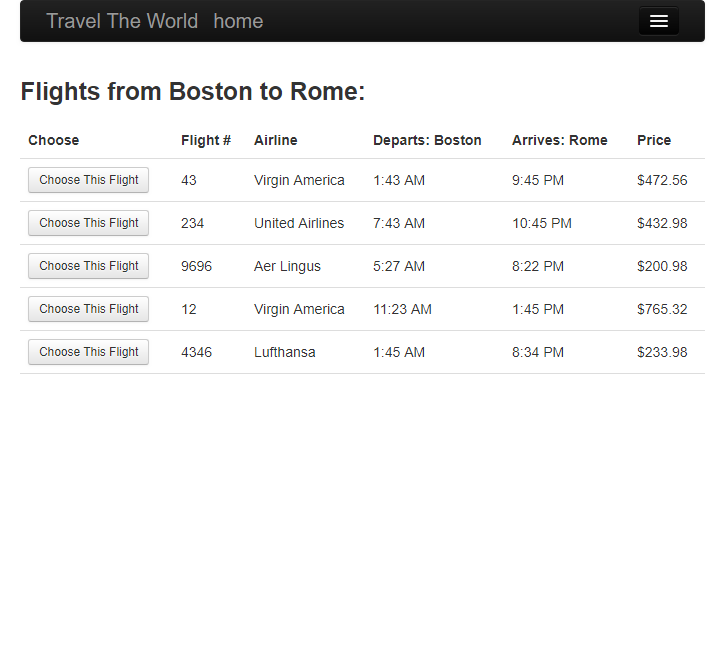 Travel The World home
Flights from Boston to Rome:
Choose Flight # Airline Departs: Boston Arrives: Rome Price
Choose This Flight 43 Virgin America 1:43 AM 9:45 PM $472.56
Choose This Flight 234 United Airlines 7:43 AM 10:45 PM $432.98
Choose This Flight 9696 Aer Lingus 5:27 AM 8:22 PM $200.98
Choose This Flight 12 Virgin America 11:23 AM 1:45 PM $765.32
Choose This Flight 4346 Lufthansa 1:45 AM 8:34 PM $233.98